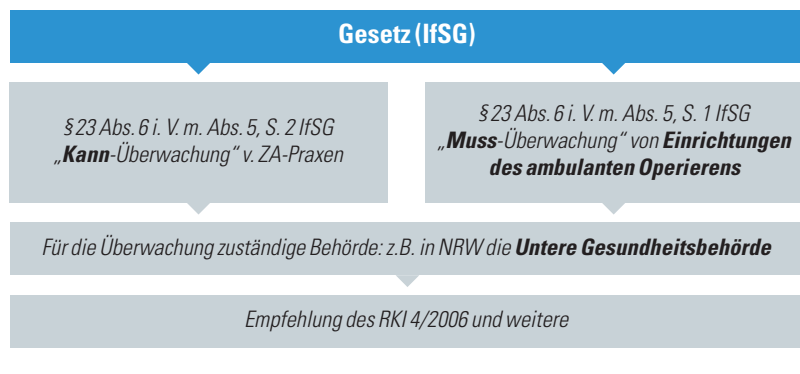 Gesetz (IfSG)
§ 23 Abs. 6 i. V. m. Abs. 5, S. 2 IfSG
„Kann-Überwachung“ v. ZA-Praxen
§ 23 Abs. 6 i. V. m. Abs. 5, S. 1 IfSG
„Muss-Überwachung“ von Einrichtungen
des ambulanten Operierens
Für die Überwachung zuständige Behörde: z.B. in NRW die Untere Gesundheitsbehörde
Empfehlung des RKI 4/2006 und weitere